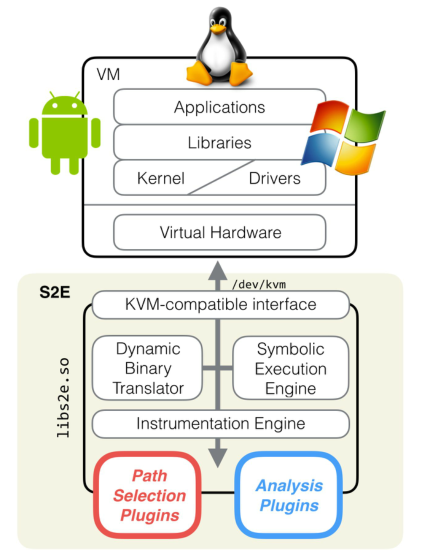 VM
Applications
Libraries
Kernel
Drivers
Virtual Hardware
/dev/kvm
S2E
KVM-compatible interface
libs2e.so
Dynamic
Binary
Translator
Symbolic
Execution
Engine
Instrumentation Engine
Path
Selection
Plugins
Analysis
Plugins